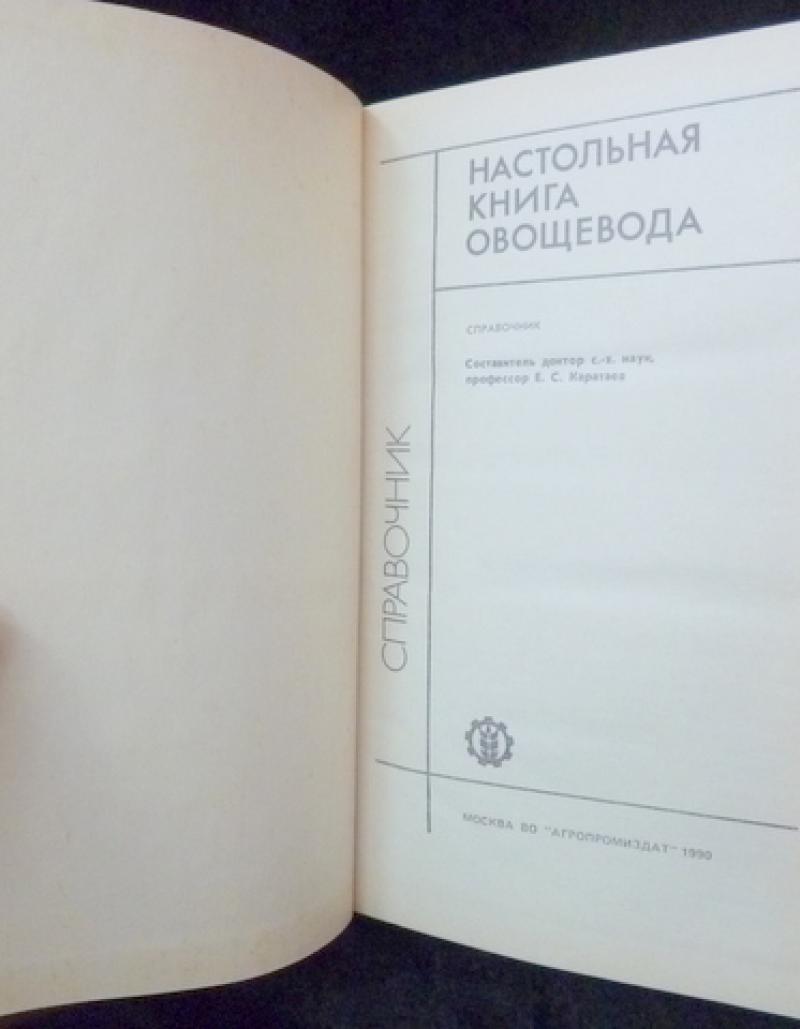 НАСТОЛЬНАЯ
КНИГА
ОВОЩЕВОДА
СПРАВОЧНИК
Составитель доктор с.-х. наук,
профессор Е. С. Каратаев
СПРАВОЧНИК
МОСКВА ВО "АГРОПРОМИЗДАТ" 1990